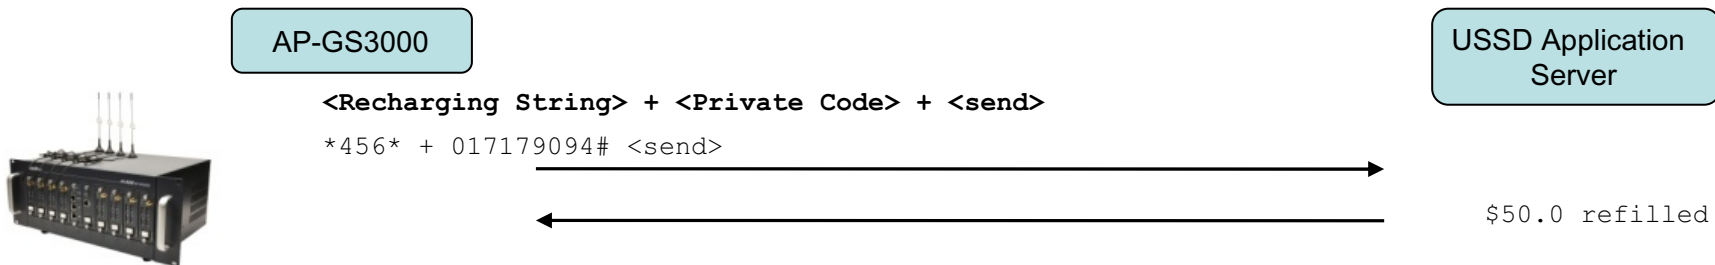 AP-GS3000
USSD Application
Server
<Recharging String> + <Private Code> + <send>
*456* + 017179094# <send>
$50.0 refilled